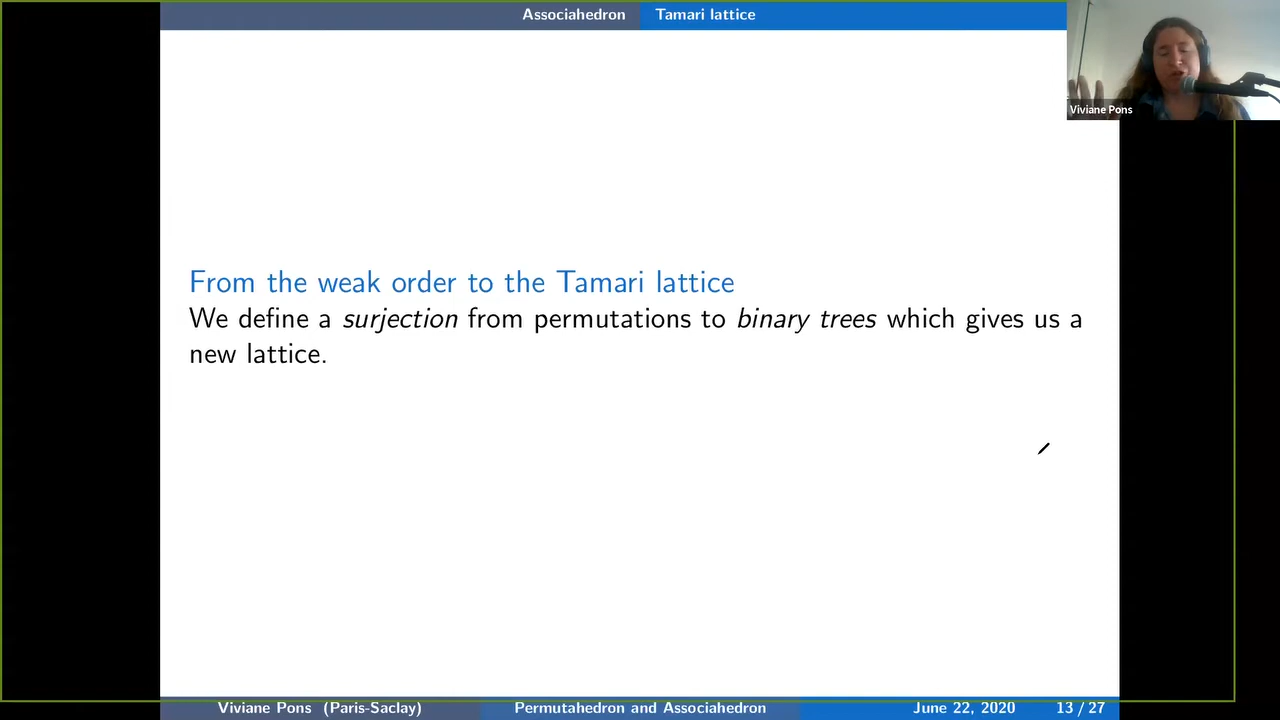 Associahedron Tamari lattice
Viviane Pons
From the weak order to the Tamari lattice
We define a surjection from permutations to binary trees which gives us a
new lattice.
Viviane Pons (Paris-Saclay) Permutahedron and Associahedron June 22, 2020 13 / 27